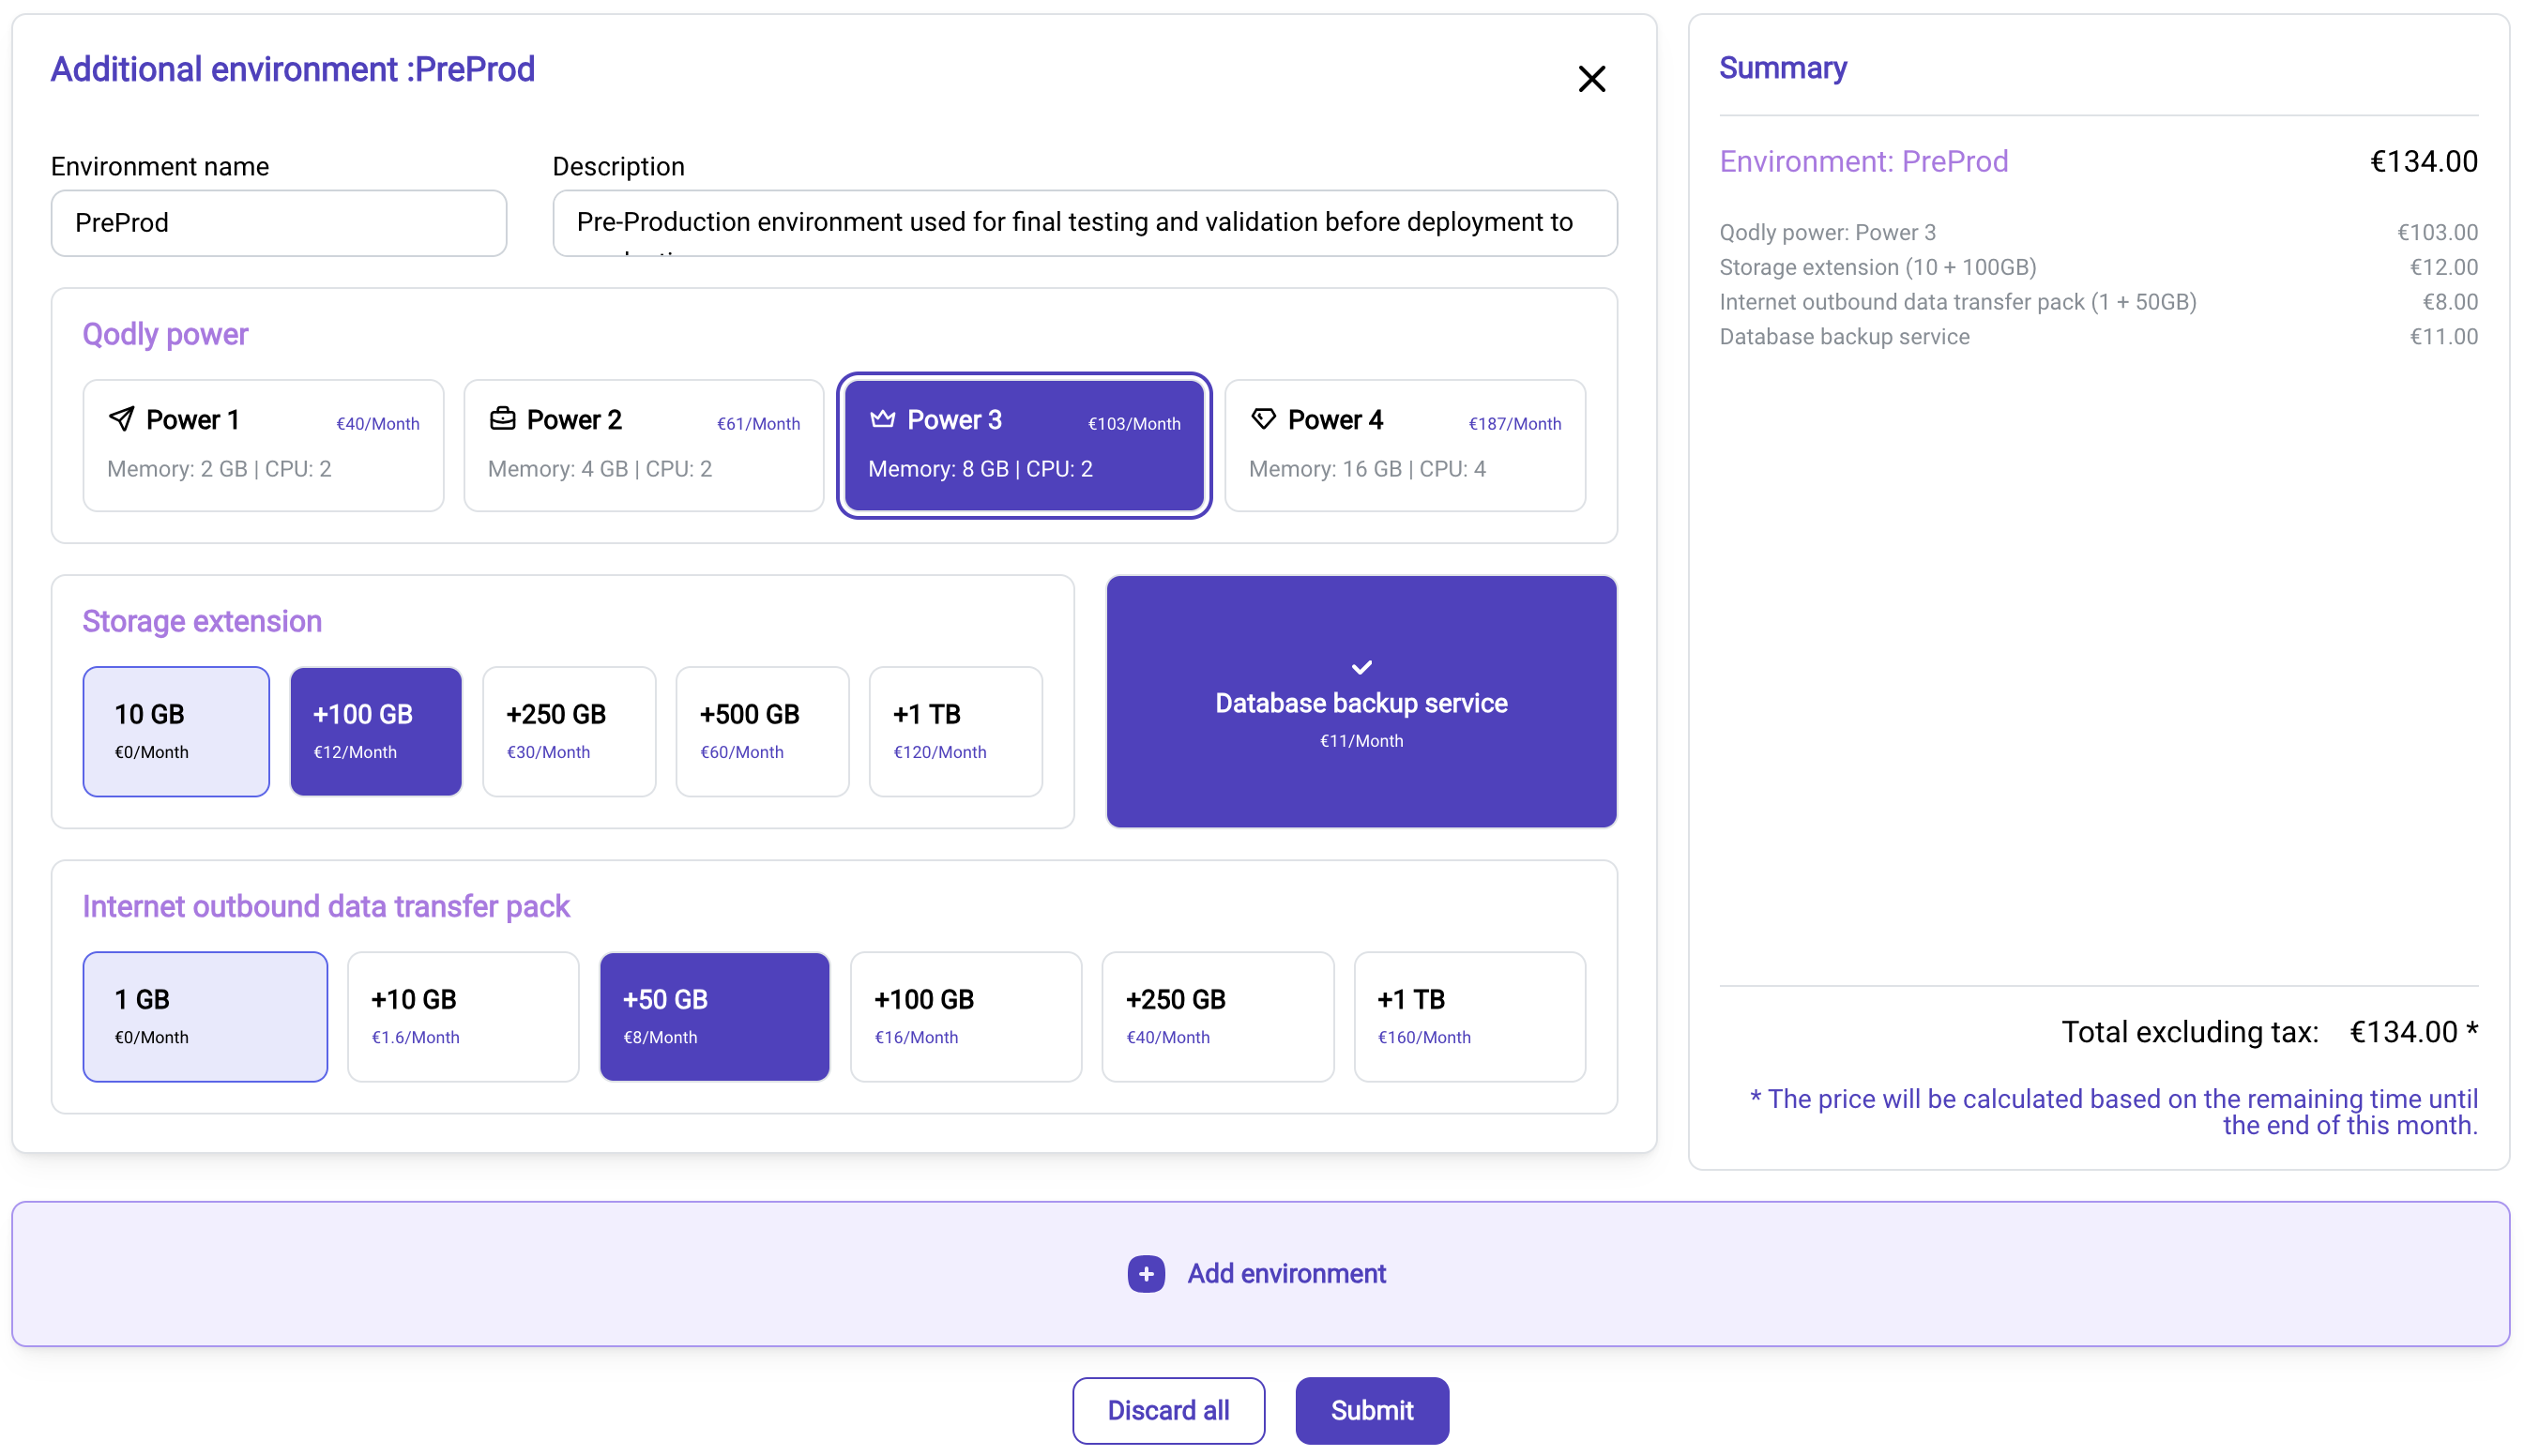 Additional environment :PreProd
Environment name
PreProd
Description
Pre-Production environment used for final testing and validation before deployment to
Qodly power
Power 1
€40/Month
Memory: 2 GB | CPU: 2
Power 2
€61/Month
Memory: 4 GB | CPU: 2
Power 3
€103/Month
Memory: 8 GB | CPU: 2
Power 4
€187/Month
Memory: 16 GB | CPU: 4
Storage extension
10 GB
€0/Month
+100 GB
€12/Month
+250 GB
€30/Month
+500 GB
€60/Month
+1 TB
€120/Month
Database backup service
€11/Month
Internet outbound data transfer pack
1 GB
€0/Month
+10 GB
€1.6/Month
+50 GB
€8/Month
+100 GB
€16/Month
+250 GB
€40/Month
+1 TB
€160/Month
Summary
Environment: PreProd €134.00
Qodly power: Power 3 €103.00
Storage extension (10 + 100GB) €12.00
Internet outbound data transfer pack (1 + 50GB) €8.00
Database backup service €11.00
Total excluding tax: €134.00 *
* The price will be calculated based on the remaining time until
the end of this month.
Add environment
Discard all
Submit